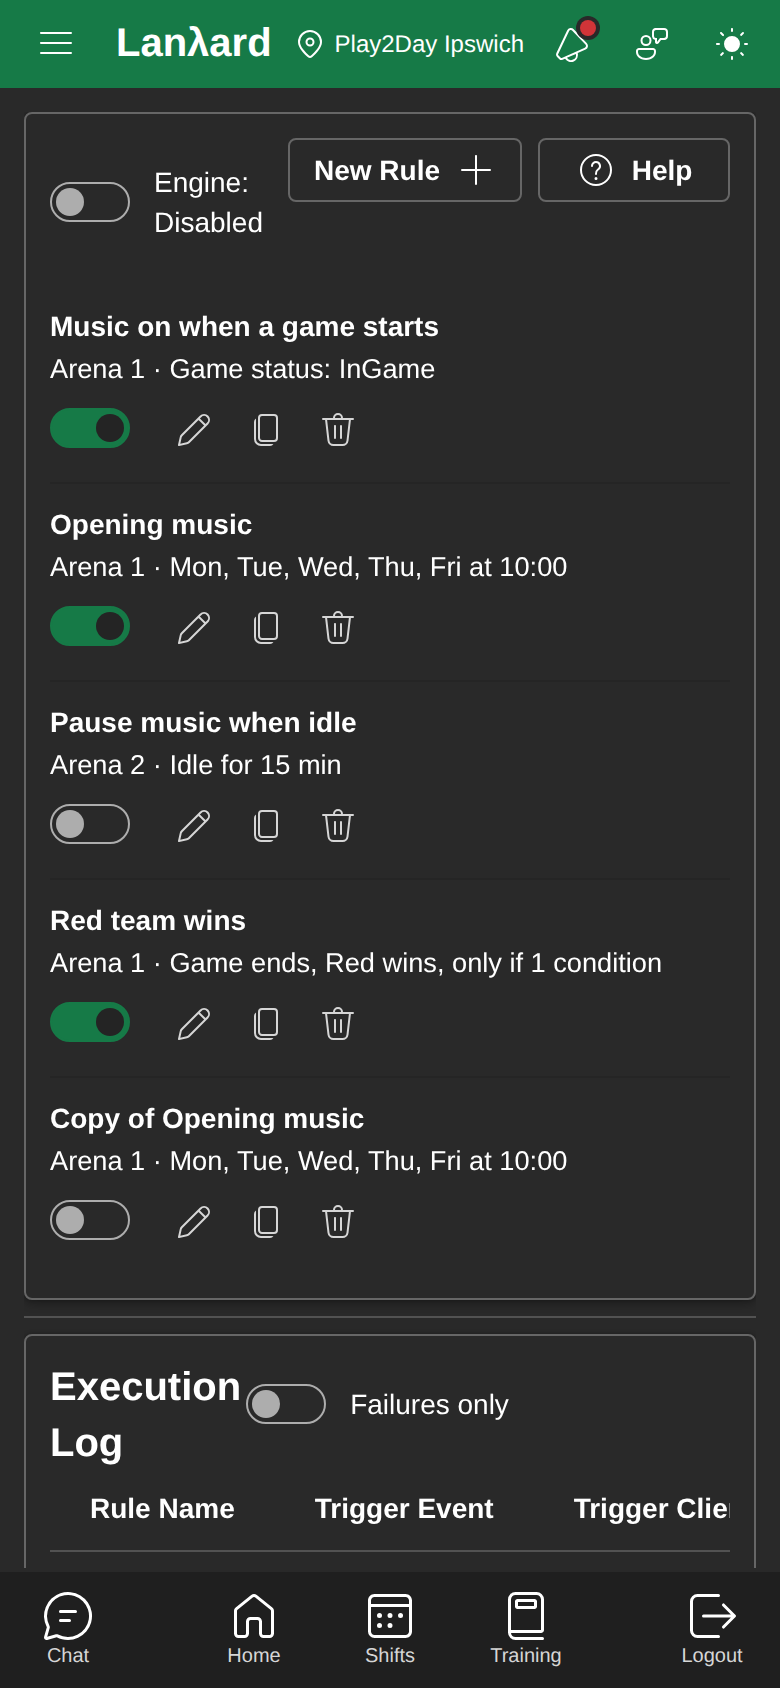 Lanλard
Play2Day Ipswich
Engine:
Disabled
New Rule
Help
Music on when a game starts
Arena 1 · Game status: InGame
Opening music
Arena 1 · Mon, Tue, Wed, Thu, Fri at 10:00
Pause music when idle
Arena 2 · Idle for 15 min
Red team wins
Arena 1 · Game ends, Red wins, only if 1 condition
Copy of Opening music
Arena 1 · Mon, Tue, Wed, Thu, Fri at 10:00
Execution
Log
Failures only
Rule Name Trigger Event Trigger
Chat Home Shifts Training Logout